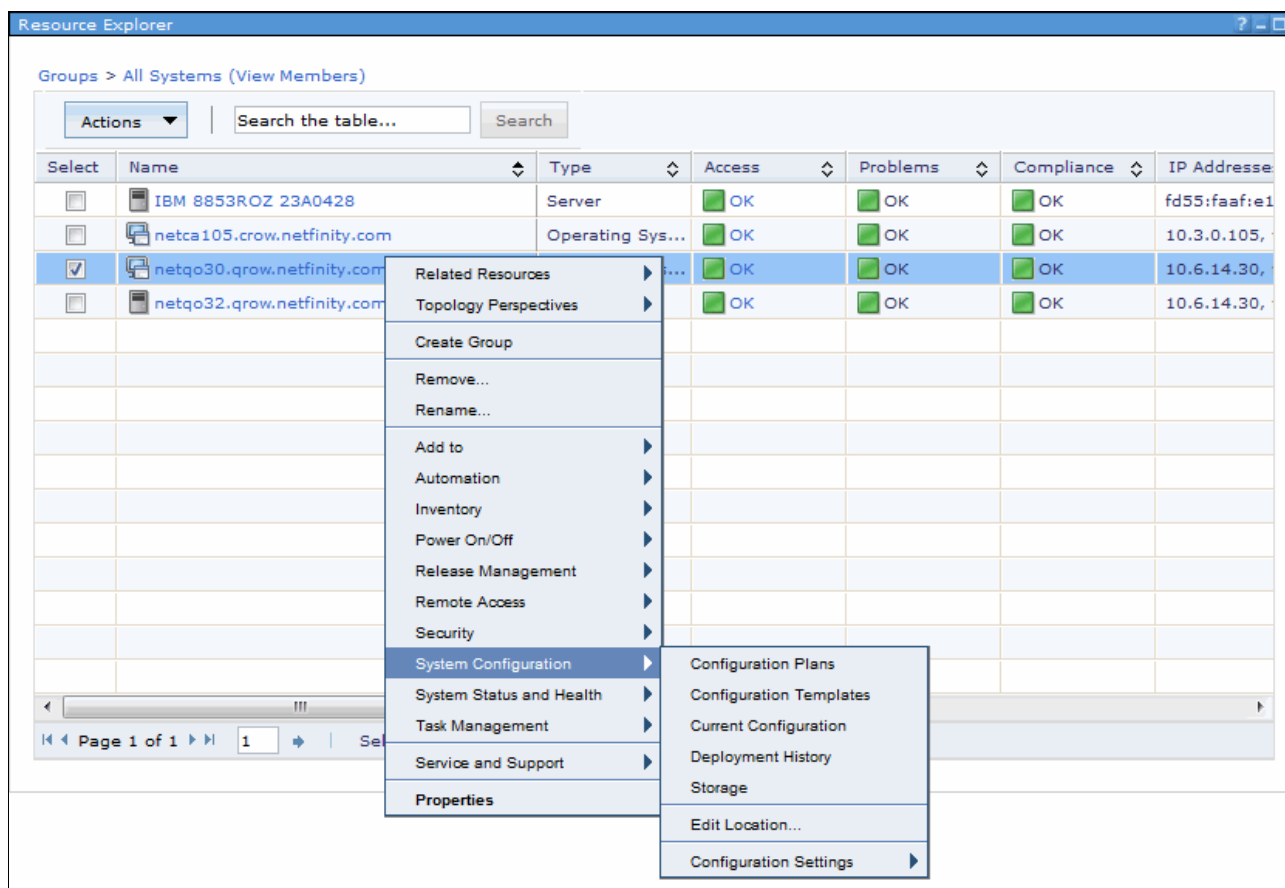 Resource Explorer ?
Groups > All Systems (View Members)
Actions Search the table... Search
Select Name Type Access Problems Compliance IP Addresse
IBM 8853ROZ 23A0428 Server OK OK OK fd55:faaf:e1
netca105.crow.netfinity.com Operating Sys... OK OK OK 10.3.0.105,
netqo30.qrow.netfinity.com OK OK OK 10.6.14.30,
netqo32.qrow.netfinity.com OK OK OK 10.6.14.30,
Related Resources
Topology Perspectives
Create Group
Remove...
Rename...
Add to
Automation
Inventory
Power On/Off
Release Management
Remote Access
Security
System Configuration
System Status and Health
Task Management
Service and Support
Properties
Configuration Plans
Configuration Templates
Current Configuration
Deployment History
Storage
Edit Location...
Configuration Settings
Page 1 of 1 1 Sel